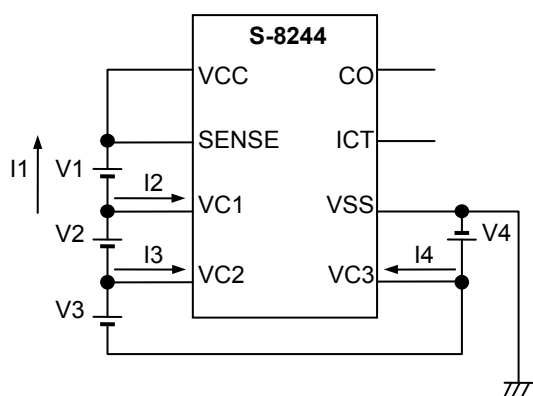 S-8244
VCC
CO
SENSE
ICT
I1
V1
I2
VC1
VSS
V2
V4
I3
I4
VC2
VC3
V3